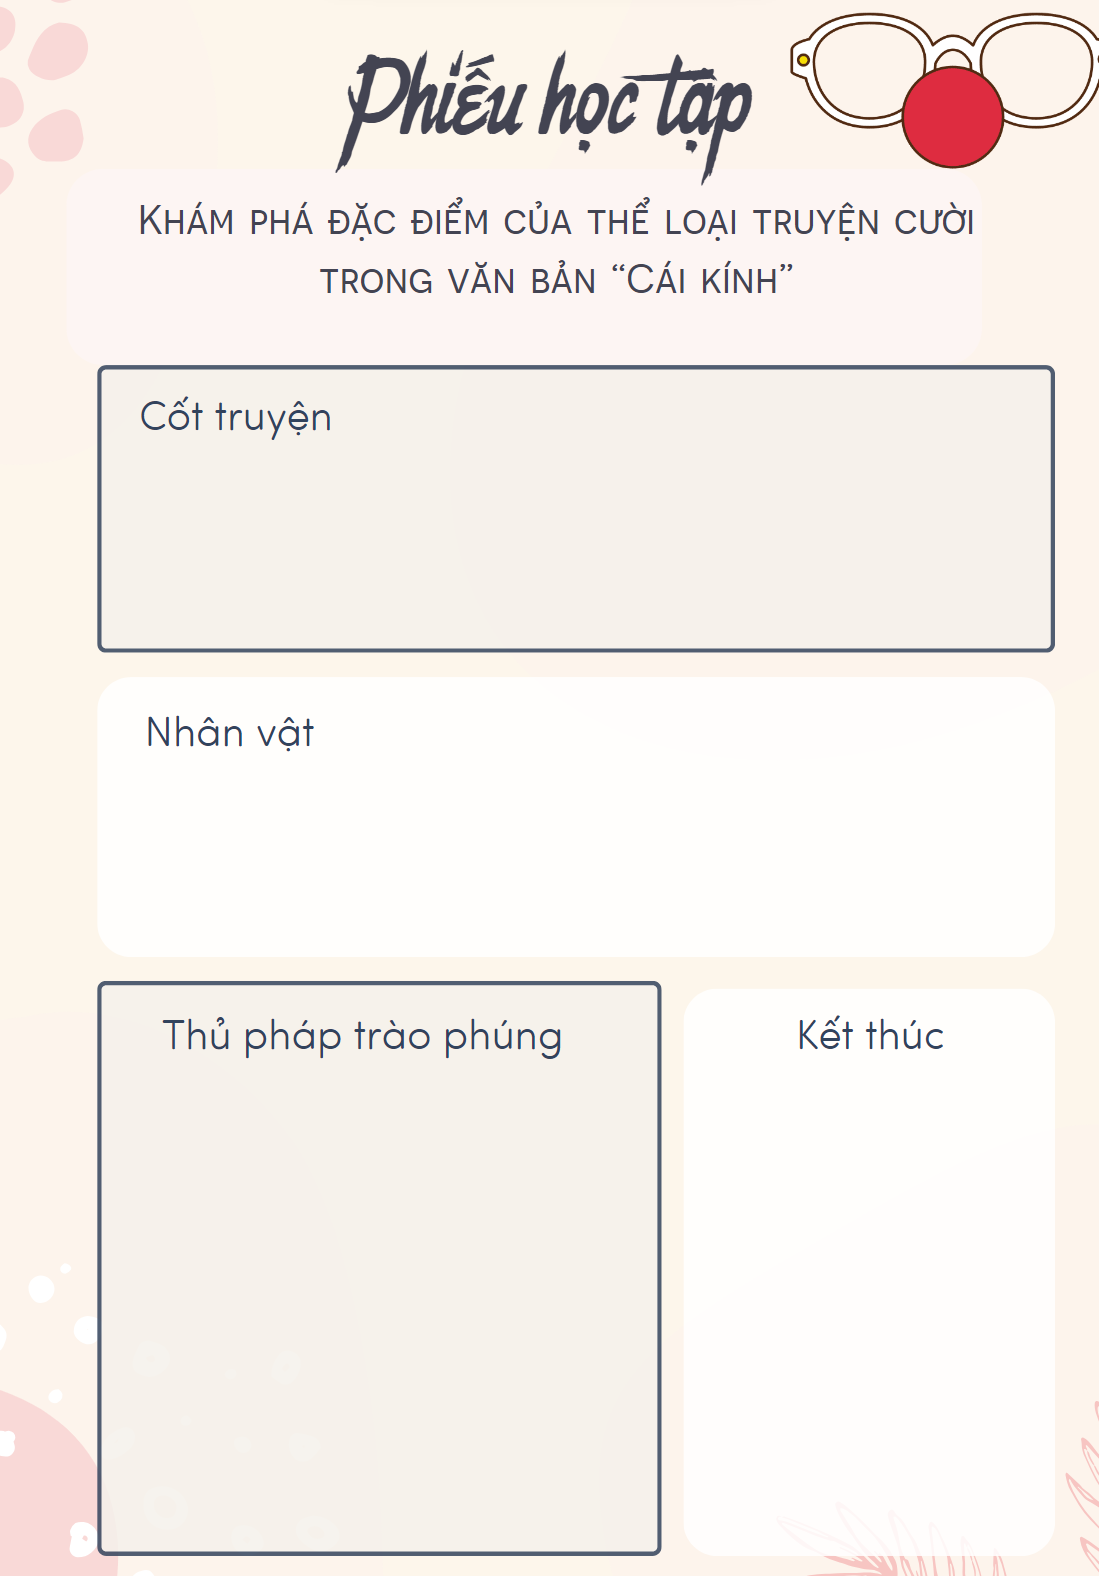 Phiếu học tập
KHÁM PHÁ ĐẶC ĐIỂM CỦA THỂ LOẠI TRUYỆN CƯỜI
TRONG VĂN BẢN “CÁI KÍNH”
Cốt truyện
Nhân vật
Thủ pháp trào phúng
Kết thúc